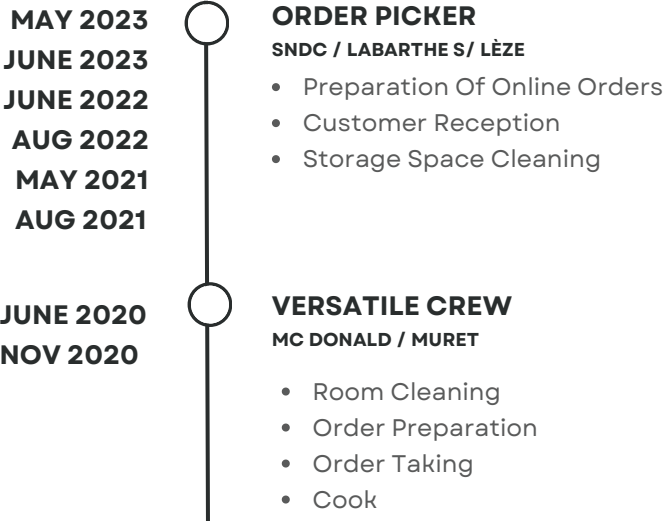 MAY 2023
JUNE 2023
JUNE 2022
AUG 2022
MAY 2021
AUG 2021
ORDER PICKER
SNDC / LABARTHE S/ LÈZE
• Preparation Of Online Orders
• Customer Reception
• Storage Space Cleaning
JUNE 2020
NOV 2020
VERSATILE CREW
MC DONALD / MURET
• Room Cleaning
• Order Preparation
• Order Taking
• Cook